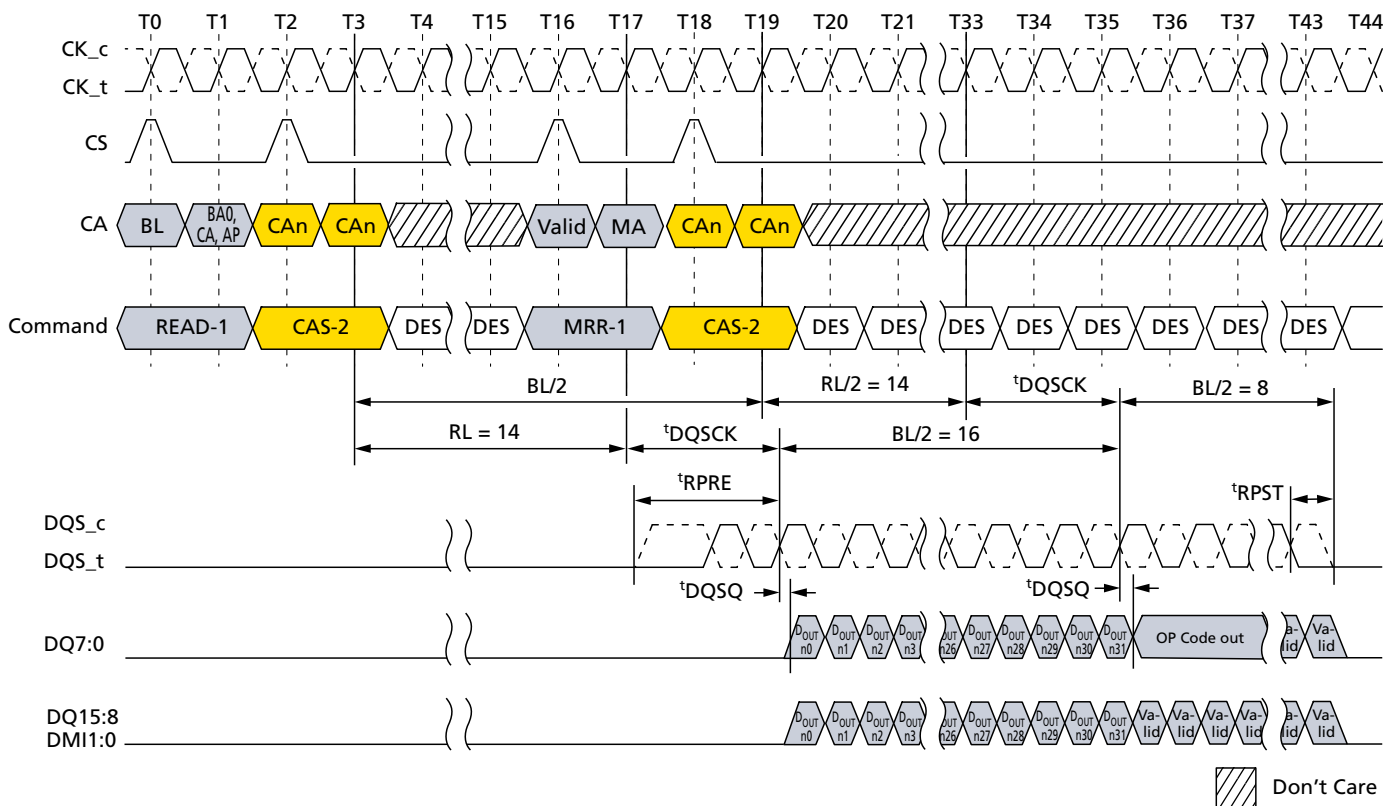 T0 T1 T2 T3 T4 T15 T16 T17 T18 T19 T20 T21 T33 T34 T35 T36 T37 T43 T44
CK_c
CK_t
CS
CA BL BA0, CA, AP CAn CAn Valid MA CAn CAn
Command READ-1 CAS-2 DES DES MRR-1 CAS-2 DES DES DES DES DES DES DES DES
BL/2 RL/2 = 14 tDQSCK BL/2 = 8
RL = 14 tDQSCK BL/2 = 16
tRPRE tRPST
DQS_c
DQS_t
tDQSQ tDQSQ
DQ7:0 DOUT n0 DOUT n1 DOUT n2 DOUT n3 OUT n26 DOUT n27 DOUT n28 DOUT n29 DOUT n30 DOUT n31 OP Code out a-lid Va-lid
DQ15:8
DMI1:0 DOUT n0 DOUT n1 DOUT n2 DOUT n3 OUT n26 DOUT n27 DOUT n28 DOUT n29 DOUT n30 DOUT n31 Va-lid Va-lid Va-lid Va-lid a-lid Va-lid
Don't Care